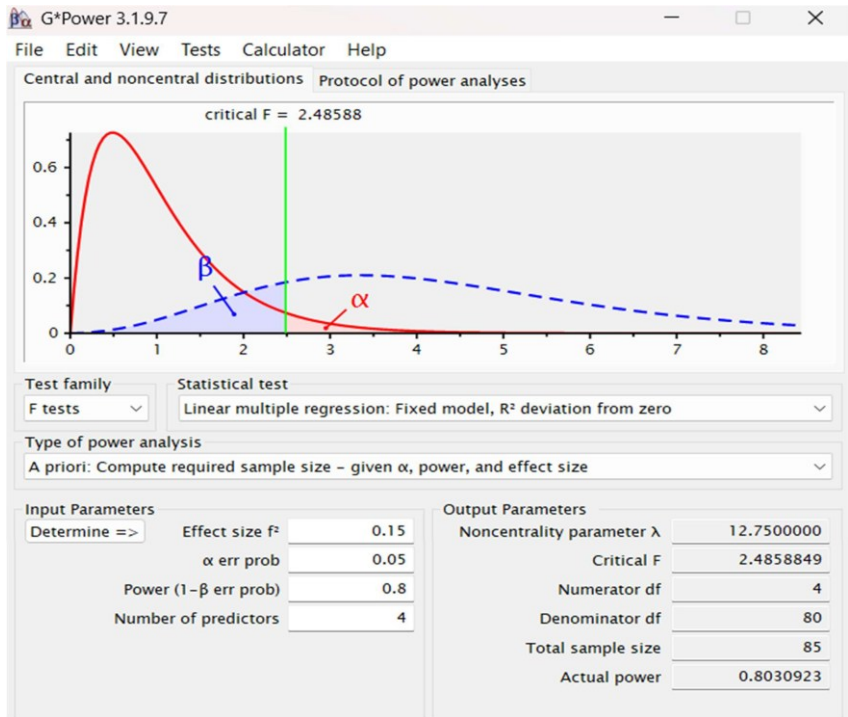 βα G*Power 3.1.9.7
File Edit View Tests Calculator Help
Central and noncentral distributions Protocol of power analyses
critical F = 2.48588
0.6
0.4
0.2
0
β
α
0 1 2 3 4 5 6 7 8
Test family Statistical test
F tests Linear multiple regression: Fixed model, R² deviation from zero
Type of power analysis
A priori: Compute required sample size – given α, power, and effect size
Input Parameters Output Parameters
Determine => Effect size f² 0.15 Noncentrality parameter λ 12.7500000
α err prob 0.05 Critical F 2.4858849
Power (1-β err prob) 0.8 Numerator df 4
Number of predictors 4 Denominator df 80
Total sample size 85
Actual power 0.8030923